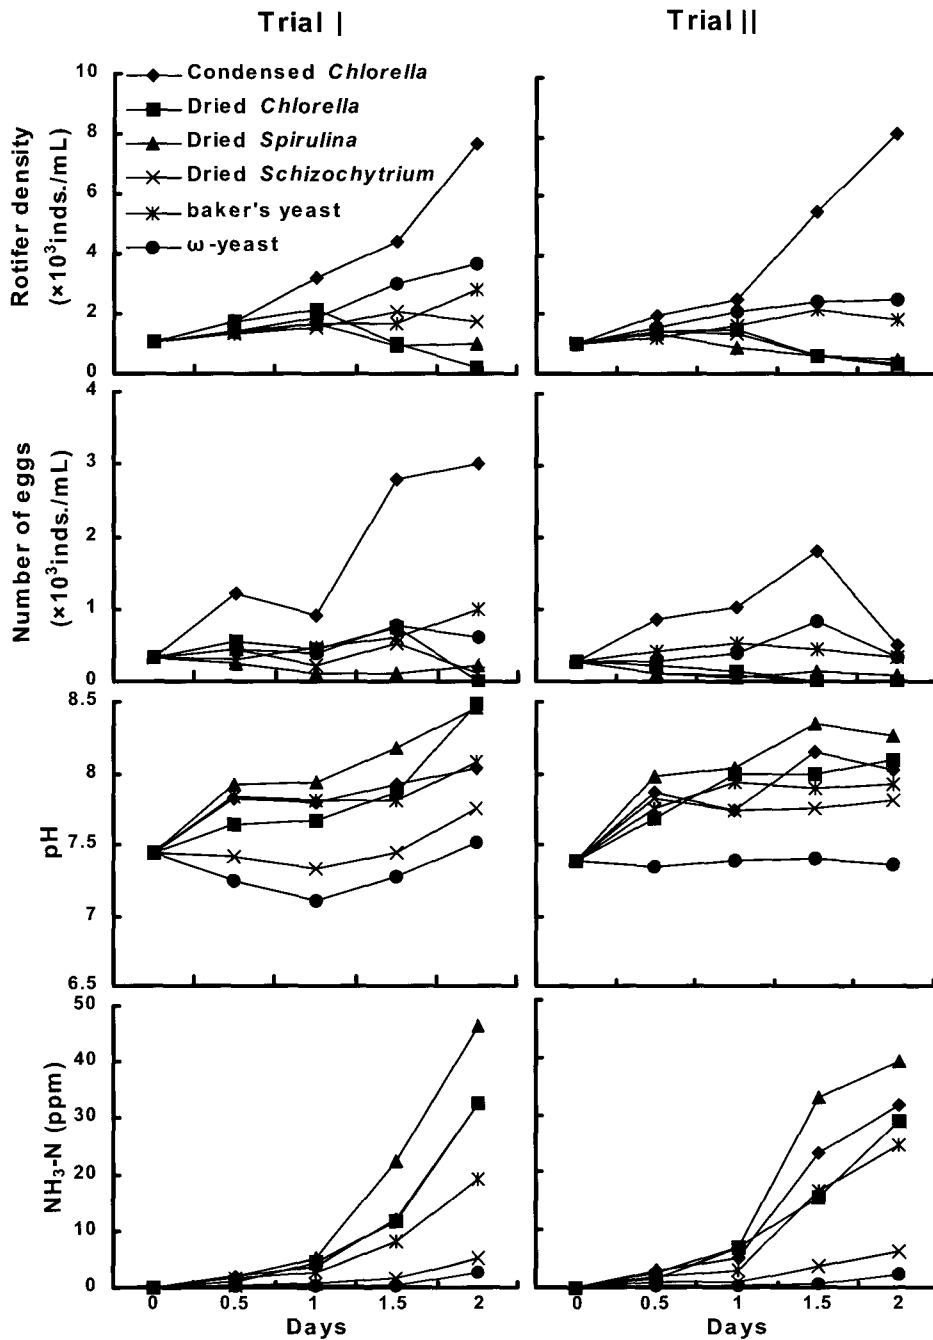 Trial | Trial ||
Condensed Chlorella
Dried Chlorella
Dried Spirulina
Dried Schizochytrium
baker's yeast
ω-yeast
Rotifer density
(×10³inds./mL)
10
8
6
4
2
0
Number of eggs
(×10³inds./mL)
4
3
2
1
0
pH
8.5
8
7.5
7
6.5
NH₃-N (ppm)
50
40
30
20
10
0
0 0.5 1 1.5 2 0 0.5 1 1.5 2
Days Days